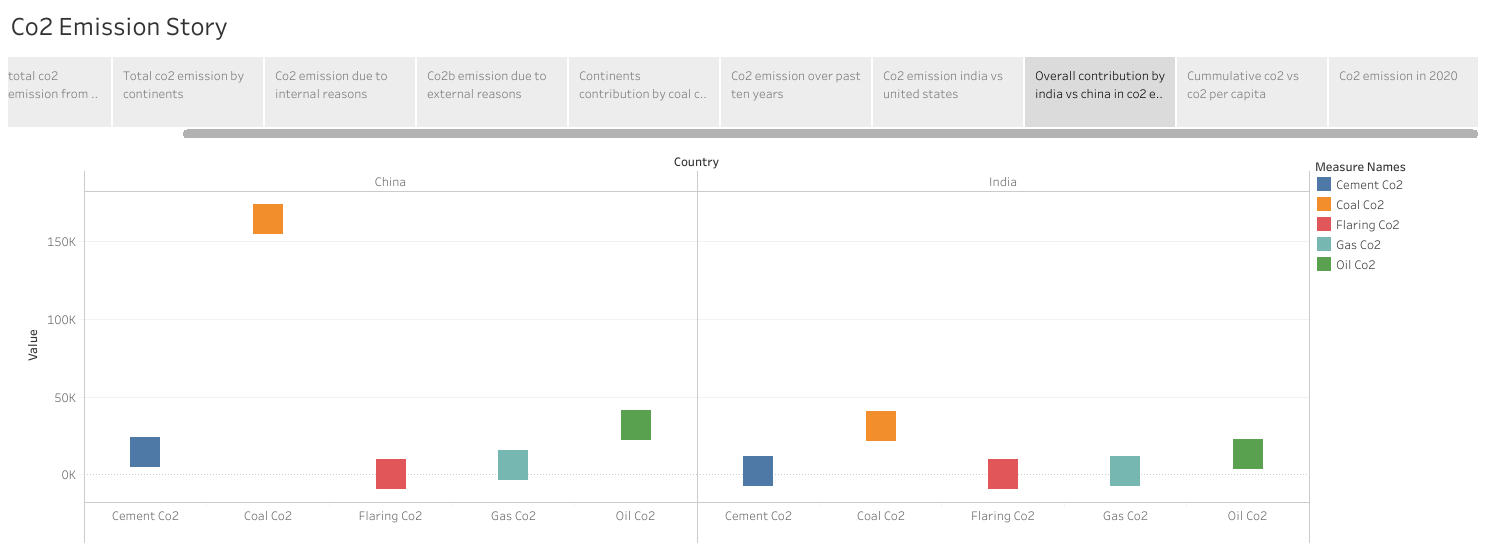 Co2 Emission Story
total co2
emission from ..
Total co2 emission by
continents
Co2 emission due to
internal reasons
Co2b emission due to
external reasons
Continents
contribution by coal c..
Co2 emission over past
ten years
Co2 emission india vs
united states
Overall contribution by
india vs china in co2 e..
Cummulative co2 vs
co2 per capita
Co2 emission in 2020
Country
China
India
Value
150K
100K
50K
0K
Cement Co2
Coal Co2
Flaring Co2
Gas Co2
Oil Co2
Cement Co2
Coal Co2
Flaring Co2
Gas Co2
Oil Co2
Measure Names
Cement Co2
Coal Co2
Flaring Co2
Gas Co2
Oil Co2